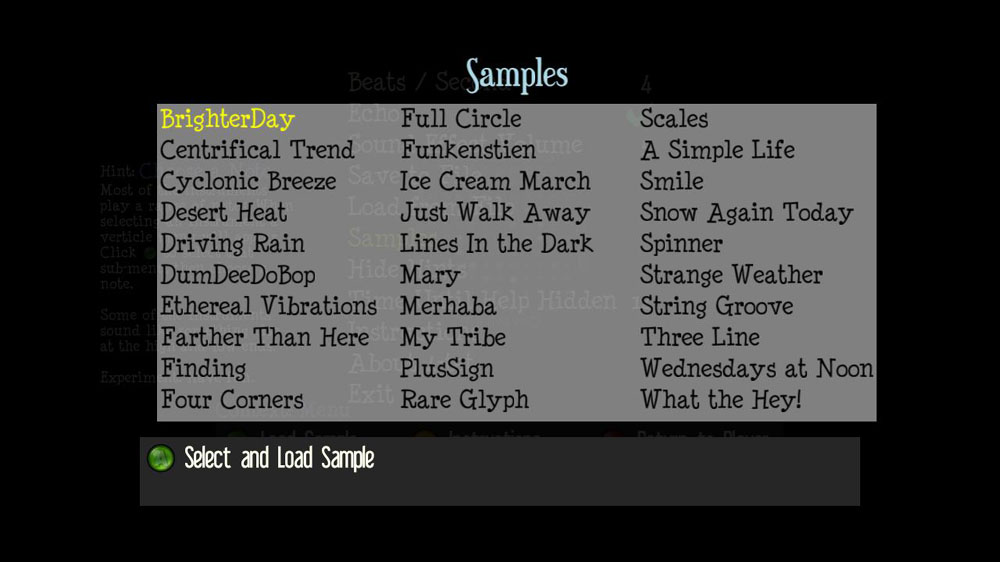 Samples
BrighterDay
Centrifical Trend
Cyclonic Breeze
Desert Heat
Driving Rain
DumDeeDoBop
Ethereal Vibrations
Farther Than Here
Finding
Four Corners
Full Circle
Funkenstien
Ice Cream March
Just Walk Away
Lines In the Dark
Mary
Merhaba
My Tribe
PlusSign
Rare Glyph
Scales
A Simple Life
Smile
Snow Again Today
Spinner
Strange Weather
String Groove
Three Line
Wednesdays at Noon
What the Hey!
Select and Load Sample